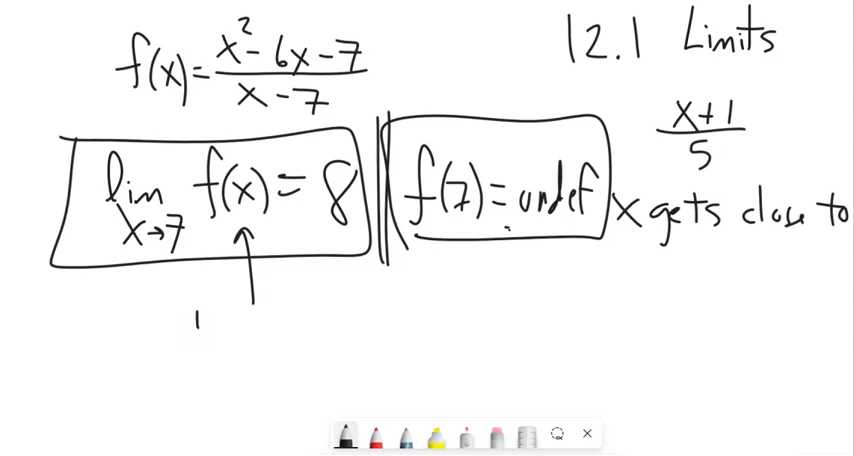 f(x) = (x² - 6x - 7)/(x - 7)
12.1 Limits
(x + 1)/5
lim x→7 f(x) = 8
f(7) = undef
x gets close to